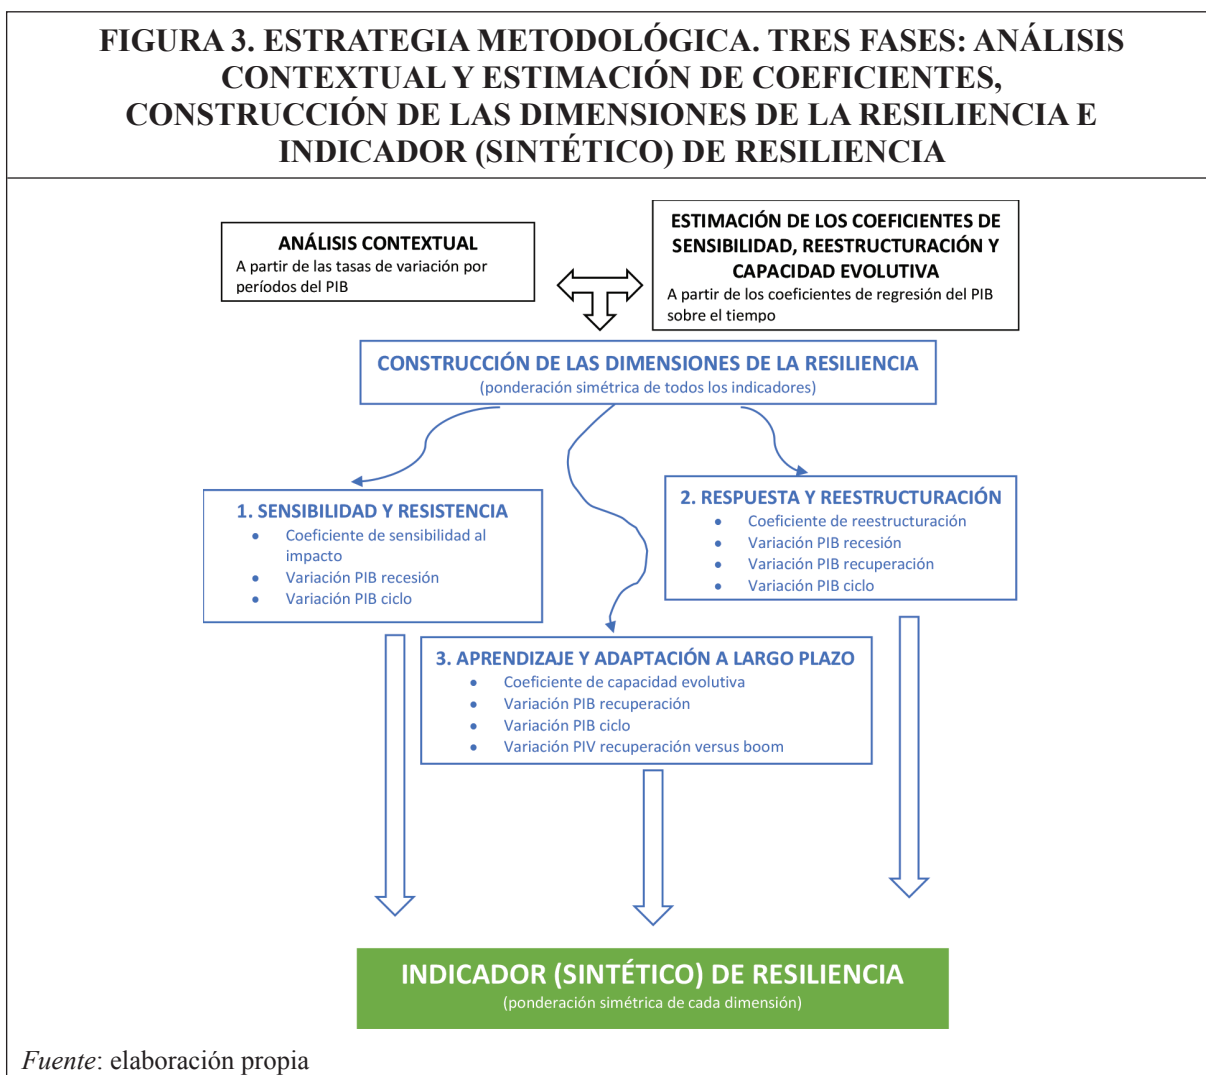 FIGURA 3. ESTRATEGIA METODOLÓGICA. TRES FASES: ANÁLISIS
CONTEXTUAL Y ESTIMACIÓN DE COEFICIENTES,
CONSTRUCCIÓN DE LAS DIMENSIONES DE LA RESILIENCIA E
INDICADOR (SINTÉTICO) DE RESILIENCIA
ANÁLISIS CONTEXTUAL
A partir de las tasas de variación por
períodos del PIB
ESTIMACIÓN DE LOS COEFICIENTES DE
SENSIBILIDAD, REESTRUCTURACIÓN Y
CAPACIDAD EVOLUTIVA
A partir de los coeficientes de regresión del PIB
sobre el tiempo
CONSTRUCCIÓN DE LAS DIMENSIONES DE LA RESILIENCIA
(ponderación simétrica de todos los indicadores)
1. SENSIBILIDAD Y RESISTENCIA
• Coeficiente de sensibilidad al
impacto
• Variación PIB recesión
• Variación PIB ciclo
2. RESPUESTA Y REESTRUCTURACIÓN
• Coeficiente de reestructuración
• Variación PIB recesión
• Variación PIB recuperación
• Variación PIB ciclo
3. APRENDIZAJE Y ADAPTACIÓN A LARGO PLAZO
• Coeficiente de capacidad evolutiva
• Variación PIB recuperación
• Variación PIB ciclo
• Variación PIV recuperación versus boom
INDICADOR (SINTÉTICO) DE RESILIENCIA
(ponderación simétrica de cada dimensión)
Fuente: elaboración propia